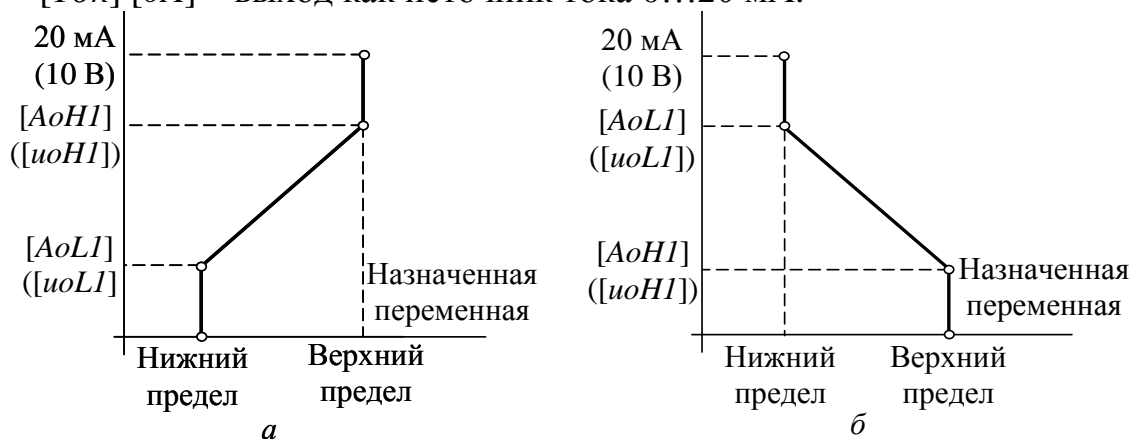 [Ток] [0А] – выход как источник тока 0…20 мА.
20 мА
(10 В)
[AoH1]
([uoH1])
[AoL1]
([uoL1]
Назначенная
переменная
Нижний
предел
Верхний
предел
а
20 мА
(10 В)
[AoL1]
([uoL1])
[AoH1]
([uoH1])
Назначенная
переменная
Нижний
предел
Верхний
предел
б